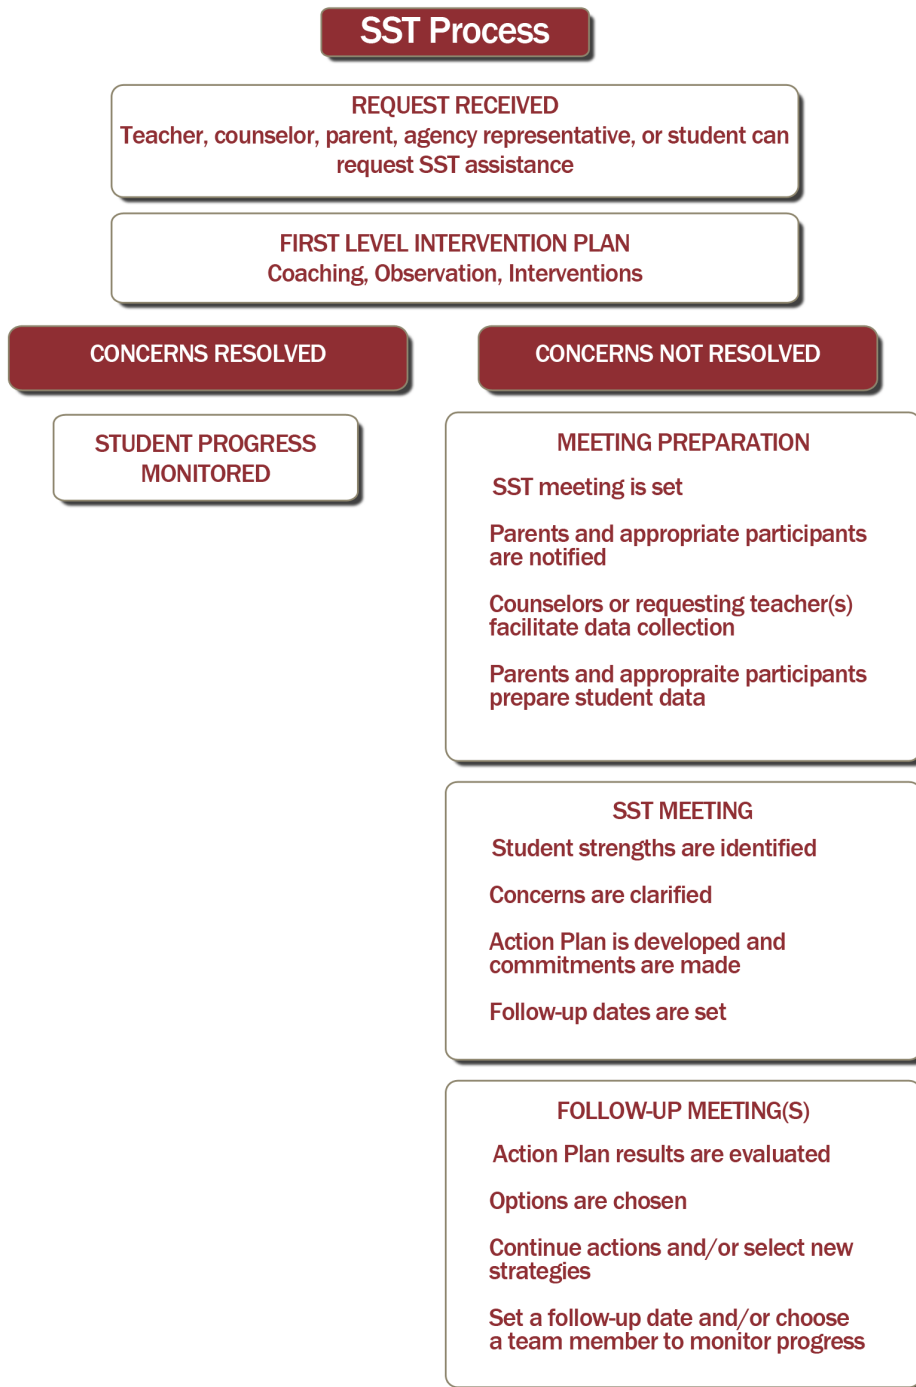 SST Process
REQUEST RECEIVED
Teacher, counselor, parent, agency representative, or student can
request SST assistance
FIRST LEVEL INTERVENTION PLAN
Coaching, Observation, Interventions
CONCERNS RESOLVED
STUDENT PROGRESS
MONITORED
CONCERNS NOT RESOLVED
MEETING PREPARATION
SST meeting is set
Parents and appropriate participants
are notified
Counselors or requesting teacher(s)
facilitate data collection
Parents and appropraite participants
prepare student data
SST MEETING
Student strengths are identified
Concerns are clarified
Action Plan is developed and
commitments are made
Follow-up dates are set
FOLLOW-UP MEETING(S)
Action Plan results are evaluated
Options are chosen
Continue actions and/or select new
strategies
Set a follow-up date and/or choose
a team member to monitor progress